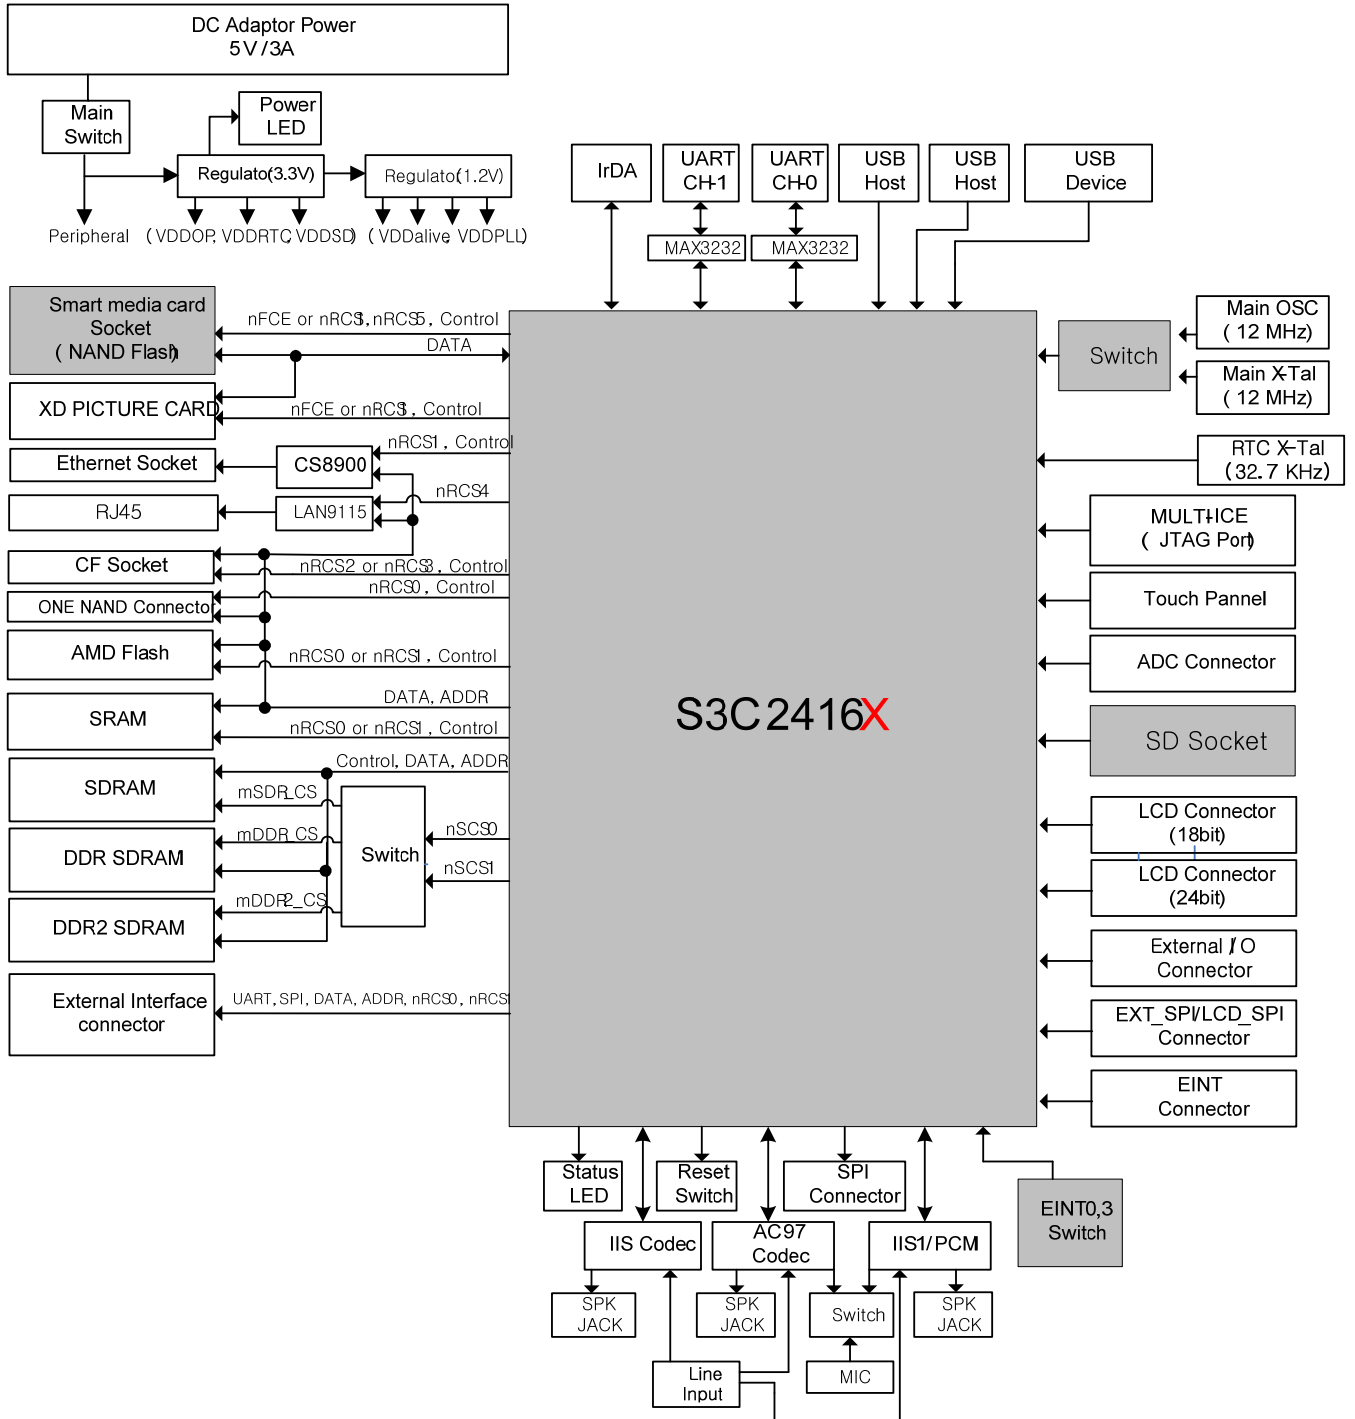 DC Adaptor Power
5V/3A
Main
Switch
Power
LED
Regulator(3.3V)
Regulator(1.2V)
Peripheral
(VDDOP, VDDRTC, VDDSD)
(VDDalive, VDDPLL)
IrDA
UART
CH-1
UART
CH-0
USB
Host
USB
Host
USB
Device
MAX3232
MAX3232
Smart media card
Socket
( NAND Flash)
nFCE or nRCS1, nRCS5, Control
DATA
XD PICTURE CARD
nFCE or nRCS1, Control
Ethernet Socket
CS8900
nRCS1, Control
RJ45
LAN9115
nRCS4
CF Socket
nRCS2 or nRCS3, Control
ONE NAND Connector
nRCS0, Control
AMD Flash
nRCS0 or nRCS1, Control
SRAM
DATA, ADDR
nRCS0 or nRCS1, Control
SDRAM
Control, DATA, ADDR
mSDR_CS
DDR SDRAM
mDDR_CS
Switch
nSCS0
nSCS1
DDR2 SDRAM
mDDR2_CS
External Interface
connector
UART, SPI, DATA, ADDR, nRCS0, nRCS1
S3C2416X
Switch
Main OSC
( 12 MHz)
Main X-Tal
( 12 MHz)
RTC X-Tal
(32.7 KHz)
MULTI-ICE
( JTAG Port)
Touch Pannel
ADC Connector
SD Socket
LCD Connector
(18bit)
LCD Connector
(24bit)
External I/O
Connector
EXT_SPI/LCD_SPI
Connector
EINT
Connector
Status
LED
Reset
Switch
SPI
Connector
EINT0,3
Switch
IIS Codec
AC97
Codec
IIS1/PCM
SPK
JACK
SPK
JACK
Switch
SPK
JACK
Line
Input
MIC